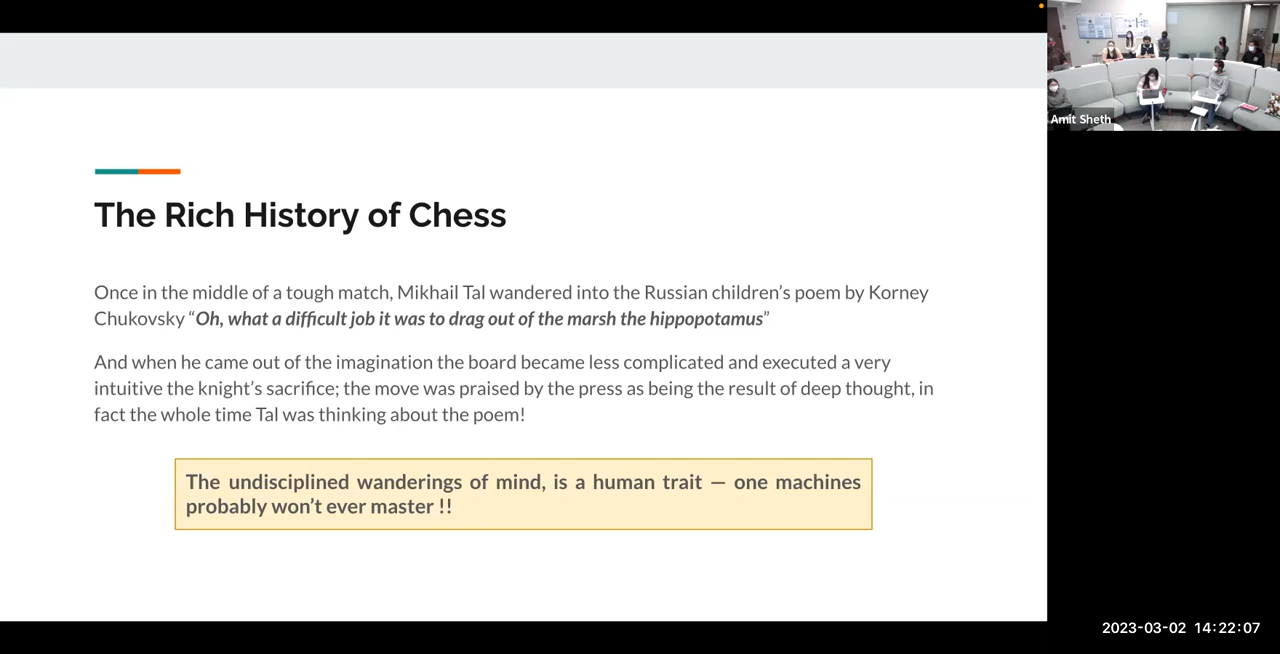 The Rich History of Chess
Once in the middle of a tough match, Mikhail Tal wandered into the Russian children's poem by Korney
Chukovsky “Oh, what a difficult job it was to drag out of the marsh the hippopotamus”
And when he came out of the imagination the board became less complicated and executed a very
intuitive the knight's sacrifice; the move was praised by the press as being the result of deep thought, in
fact the whole time Tal was thinking about the poem!
The undisciplined wanderings of mind, is a human trait — one machines
probably won't ever master !!
Amit Sheth
2023-03-02 14:22:07